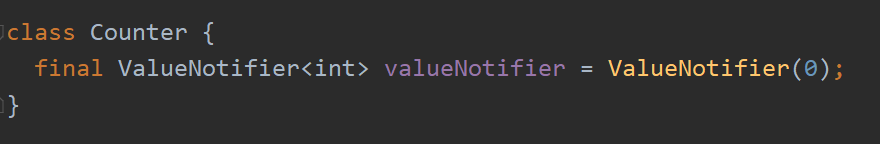 class Counter {
  final ValueNotifier<int> valueNotifier = ValueNotifier(0);
}